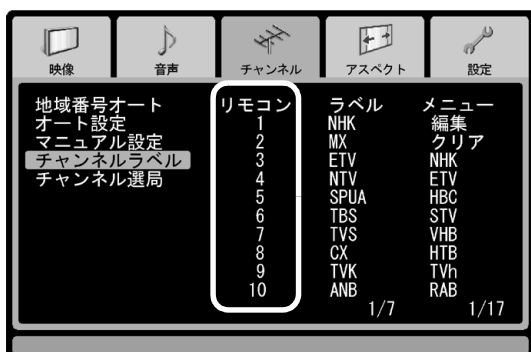 映像 音声 チャンネル アスペクト 設定
地域番号オート リモコン ラベル メニュー
オート設定 1 NHK 編集
マニュアル設定 2 MX クリア
チャンネルラベル 3 ETV NHK
チャンネル選局 4 NTV ETV
5 SPUA HBC
6 TBS STV
7 TVS VHB
8 CX HTB
9 TVK TVh
10 ANB RAB
1/7 1/17